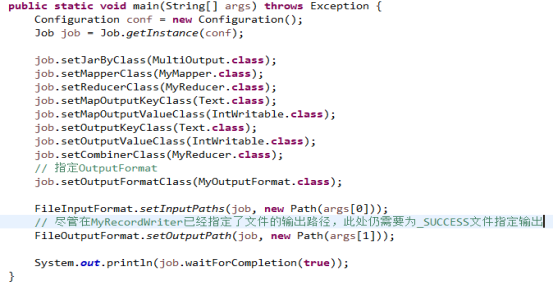 public static void main(String[] args) throws Exception {
Configuration conf = new Configuration();
Job job = Job.getInstance(conf);
job.setJarByClass(MultiOutput.class);
job.setMapperClass(MyMapper.class);
job.setReducerClass(MyReducer.class);
job.setMapOutputKeyClass(Text.class);
job.setMapOutputValueClass(IntWritable.class);
job.setOutputKeyClass(Text.class);
job.setOutputValueClass(IntWritable.class);
job.setCombinerClass(MyReducer.class);
// 指定OutputFormat
job.setOutputFormatClass(MyOutputFormat.class);
FileInputFormat.setInputPaths(job, new Path(args[0]));
// 尽管在MyRecordWriter已经指定了文件的输出路径，此处仍需要为_SUCCESS文件指定输出
FileOutputFormat.setOutputPath(job, new Path(args[1]));
System.out.println(job.waitForCompletion(true));
}